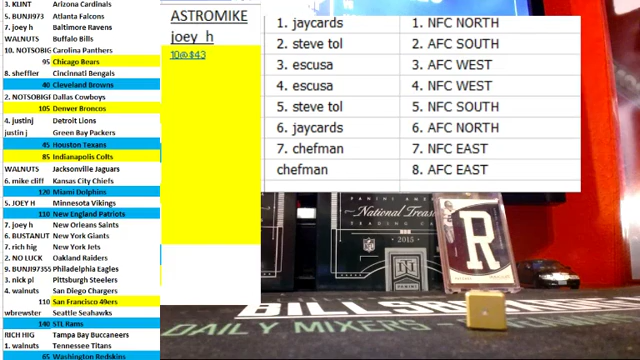 3. KLINT Arizona Cardinals
5. BUNJI973 Atlanta Falcons
7. joey h Baltimore Ravens
WALNUTS Buffalo Bills
10. NOTSOBIG Carolina Panthers
95 Chicago Bears
8. sheffler Cincinnati Bengals
40 Cleveland Browns
2. NOTSOBIG Dallas Cowboys
105 Denver Broncos
4. justinj Detroit Lions
justin j Green Bay Packers
45 Houston Texans
85 Indianapolis Colts
WALNUTS Jacksonville Jaguars
6. mike cliff Kansas City Chiefs
120 Miami Dolphins
5. JOEY H Minnesota Vikings
110 New England Patriots
7. joey h New Orleans Saints
8. BUSTANUT New York Giants
7. rich hig New York Jets
2. NO LUCK Oakland Raiders
9. BUNJI97355 Philadelphia Eagles
3. nick pl Pittsburgh Steelers
4. walnuts San Diego Chargers
110 San Francisco 49ers
wbrewster Seattle Seahawks
140 STL Rams
RICH HIG Tampa Bay Buccaneers
1. walnuts Tennessee Titans
65 Washington Redskins
ASTROMIKE
joey h
10@$43
1. jaycards 1. NFC NORTH
2. steve tol 2. AFC SOUTH
3. escusa 3. AFC WEST
4. escusa 4. NFC WEST
5. steve tol 5. NFC SOUTH
6. jaycards 6. AFC NORTH
7. chefman 7. NFC EAST
chefman 8. AFC EAST
PANINI AMERICA
National Treasures
2015
R
DAILY MIXERS